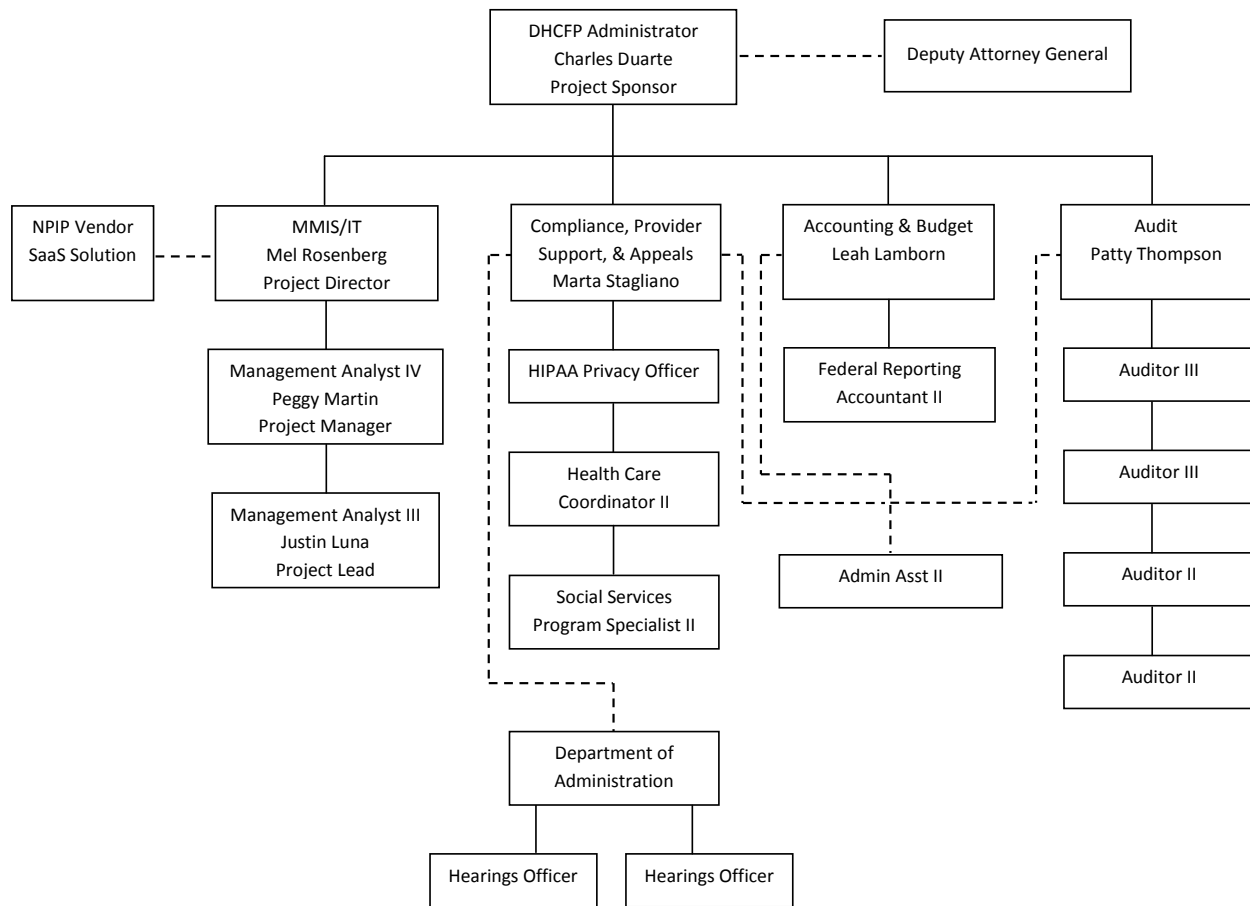 DHCFP Administrator
Charles Duarte
Project Sponsor
Deputy Attorney General
NPIP Vendor
SaaS Solution
MMIS/IT
Mel Rosenberg
Project Director
Compliance, Provider
Support, & Appeals
Marta Stagliano
Accounting & Budget
Leah Lamborn
Audit
Patty Thompson
Management Analyst IV
Peggy Martin
Project Manager
HIPAA Privacy Officer
Federal Reporting
Accountant II
Auditor III
Management Analyst III
Justin Luna
Project Lead
Health Care
Coordinator II
Auditor III
Social Services
Program Specialist II
Admin Asst II
Auditor II
Auditor II
Department of
Administration
Hearings Officer
Hearings Officer